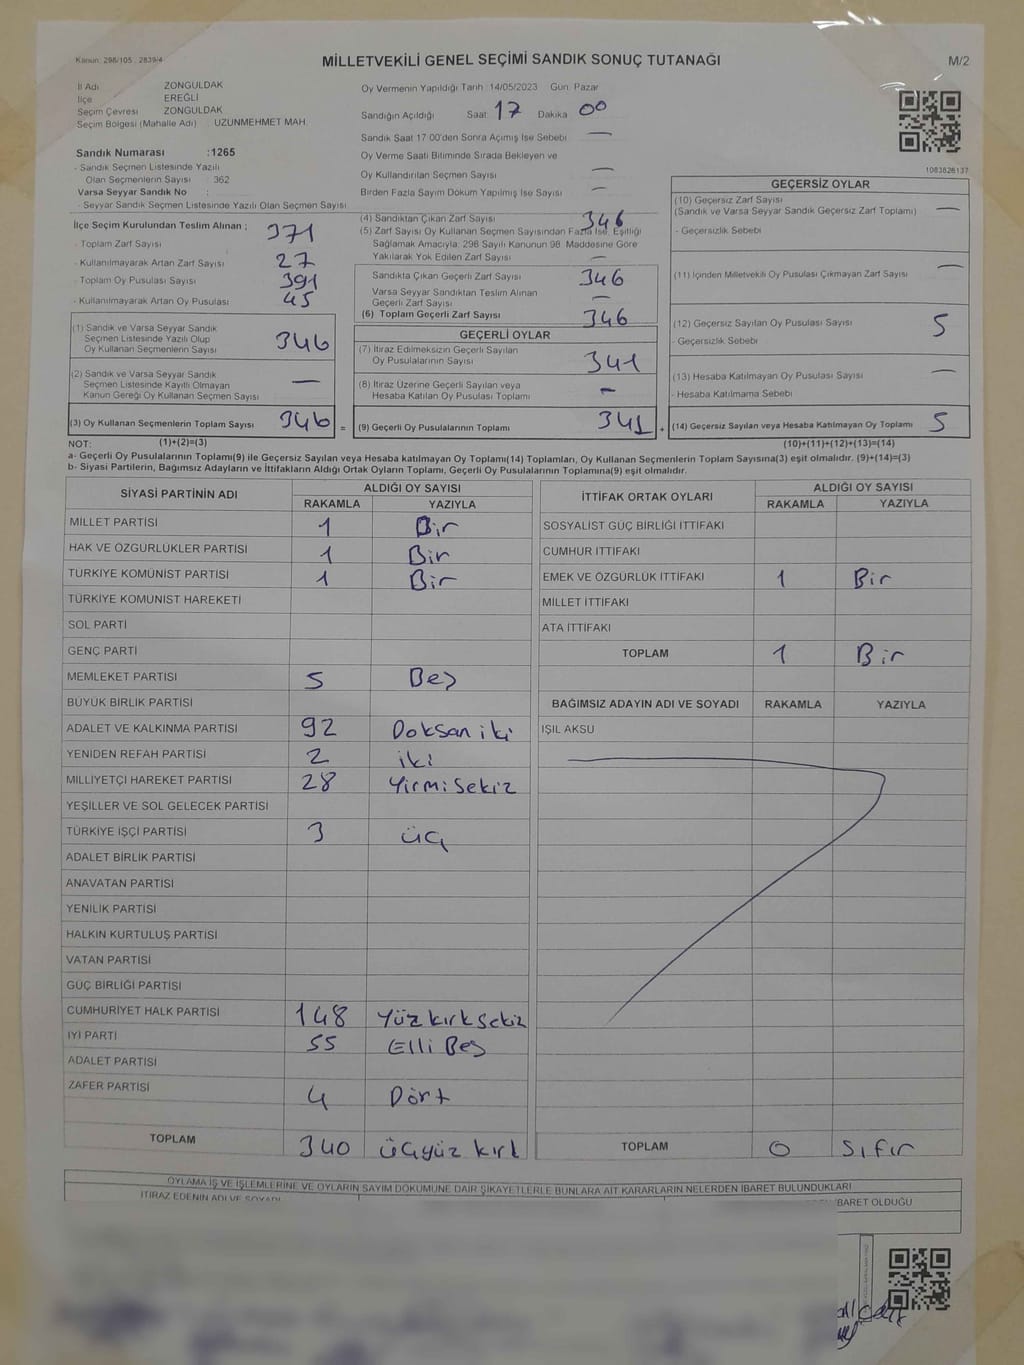 Kanun: 298/105 2839/4
MİLLETVEKİLİ GENEL SEÇİMİ SANDIK SONUÇ TUTANAĞI
M/2
İl Adı ZONGULDAK
İlçe EREĞLİ
Seçim Çevresi ZONGULDAK
Seçim Bölgesi (Mahalle Adı) UZUNMEHMET MAH.
Oy Vermenin Yapıldığı Tarih 14/05/2023 Gün: Pazar
Sandığın Açıldığı Saat 17 Dakika 00
Sandık Saat 17:00'den Sonra Açımış İse Sebebi —
Oy Verme Saati Bitiminde Sırada Bekleyen ve
Oy Kullandırılan Seçmen Sayısı —
Birden Fazla Sayım Döküm Yapılmış İse Sayısı —
Sandık Numarası :1265
- Sandık Seçmen Listesinde Yazılı
Olan Seçmenlerin Sayısı : 362
Varsa Seyyar Sandık No :
- Seyyar Sandık Seçmen Listesinde Yazılı Olan Seçmen Sayısı
1083826137
İlçe Seçim Kurulundan Teslim Alınan ;
- Toplam Zarf Sayısı 371
- Kullanılmayarak Artan Zarf Sayısı 27
- Toplam Oy Pusulası Sayısı 391
- Kullanılmayarak Artan Oy Pusulası 45
(1) Sandık ve Varsa Seyyar Sandık
Seçmen Listesinde Yazılı Olup
Oy Kullanan Seçmenlerin Sayısı 346
(2) Sandık ve Varsa Seyyar Sandık
Seçmen Listesinde Kayıtlı Olmayan
Kanun Gereği Oy Kullanan Seçmen Sayısı —
(3) Oy Kullanan Seçmenlerin Toplam Sayısı 346 =
(4) Sandıktan Çıkan Zarf Sayısı 346
(5) Zarf Sayısı Oy Kullanan Seçmen Sayısından Fazla İse, Eşitliği
Sağlamak Amacıyla; 298 Sayılı Kanunun 98. Maddesine Göre
Yakılarak Yok Edilen Zarf Sayısı —
Sandıkta Çıkan Geçerli Zarf Sayısı 346
Varsa Seyyar Sandıktan Teslim Alınan
Geçerli Zarf Sayısı —
(6) Toplam Geçerli Zarf Sayısı 346
GEÇERLİ OYLAR
(7) İtiraz Edilmeksizin Geçerli Sayılan
Oy Pusulalarının Sayısı 341
(8) İtiraz Üzerine Geçerli Sayılan veya
Hesaba Katılan Oy Pusulası Toplamı -
(9) Geçerli Oy Pusulalarının Toplamı 341 +
GEÇERSİZ OYLAR
(10) Geçersiz Zarf Sayısı
(Sandık ve Varsa Seyyar Sandık Geçersiz Zarf Toplamı) —
- Geçersizlik Sebebi
(11) İçinden Milletvekili Oy Pusulası Çıkmayan Zarf Sayısı —
(12) Geçersiz Sayılan Oy Pusulası Sayısı 5
- Geçersizlik Sebebi
(13) Hesaba Katılmayan Oy Pusulası Sayısı —
- Hesaba Katılmama Sebebi
(14) Geçersiz Sayılan veya Hesaba Katılmayan Oy Toplamı 5
NOT: (1)+(2)=(3)
(10)+(11)+(12)+(13)=(14)
a- Geçerli Oy Pusulalarının Toplamı(9) ile Geçersiz Sayılan veya Hesaba katılmayan Oy Toplamı(14) Toplamları, Oy Kullanan Seçmenlerin Toplam Sayısına(3) eşit olmalıdır. (9)+(14)=(3)
b- Siyasi Partilerin, Bağımsız Adayların ve İttifakların Aldığı Ortak Oyların Toplamı, Geçerli Oy Pusulalarının Toplamına(9) eşit olmalıdır.
SİYASİ PARTİNİN ADI
ALDIĞI OY SAYISI
RAKAMLA YAZIYLA
MİLLET PARTİSİ 1 Bir
HAK VE ÖZGÜRLÜKLER PARTİSİ 1 Bir
TÜRKİYE KOMÜNİST PARTİSİ 1 Bir
TÜRKİYE KOMÜNİST HAREKETİ
SOL PARTİ
GENÇ PARTİ
MEMLEKET PARTİSİ 5 Beş
BÜYÜK BİRLİK PARTİSİ
ADALET VE KALKINMA PARTİSİ 92 Doksan iki
YENİDEN REFAH PARTİSİ 2 iki
MİLLİYETÇİ HAREKET PARTİSİ 28 Yirmi Sekiz
YEŞİLLER VE SOL GELECEK PARTİSİ
TÜRKİYE İŞÇİ PARTİSİ 3 üç
ADALET BİRLİK PARTİSİ
ANAVATAN PARTİSİ
YENİLİK PARTİSİ
HALKIN KURTULUŞ PARTİSİ
VATAN PARTİSİ
GÜÇ BİRLİĞİ PARTİSİ
CUMHURİYET HALK PARTİSİ 148 Yüz kırk sekiz
İYİ PARTİ 55 Elli Beş
ADALET PARTİSİ
ZAFER PARTİSİ 4 Dört
TOPLAM 340 üçyüz kırk
İTTİFAK ORTAK OYLARI
ALDIĞI OY SAYISI
RAKAMLA YAZIYLA
SOSYALİST GÜÇ BİRLİĞİ İTTİFAKI
CUMHUR İTTİFAKI
EMEK VE ÖZGÜRLÜK İTTİFAKI 1 Bir
MİLLET İTTİFAKI
ATA İTTİFAKI
TOPLAM 1 Bir
BAĞIMSIZ ADAYIN ADI VE SOYADI RAKAMLA YAZIYLA
IŞIL AKSU
TOPLAM 0 Sıfır
OYLAMA İŞ VE İŞLEMLERİNE VE OYLARIN SAYIM DÖKÜMÜNE DAİR ŞİKAYETLERLE BUNLARA AİT KARARLARIN NELERDEN İBARET BULUNDUKLARI
İTİRAZ EDENİN ADI VE SOYADI
İBARET OLDUĞU